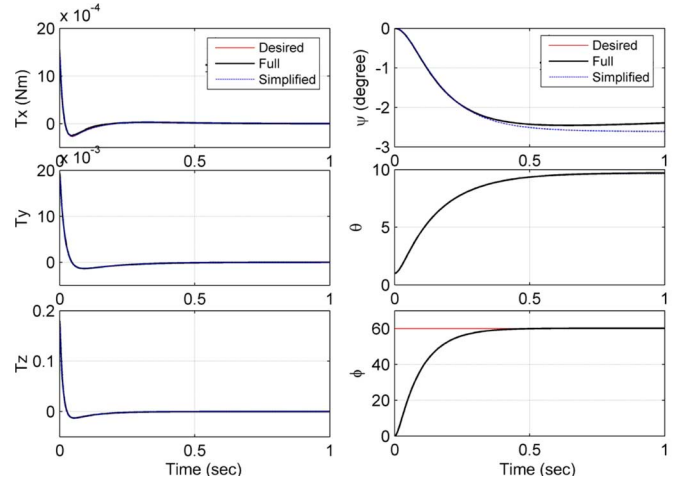 x 10⁻⁴
20
10
0
Tx (Nm)
Desired
Full
Simplified
0
0.5
1
x 10⁻³
20
10
0
Ty
0
0.5
1
0.2
0.1
0
Tz
0
0.5
1
Time (sec)
0
-1
-2
-3
ψ (degree)
Desired
Full
Simplified
0
0.5
1
10
5
0
θ
0
0.5
1
60
40
20
0
ϕ
0
0.5
1
Time (sec)